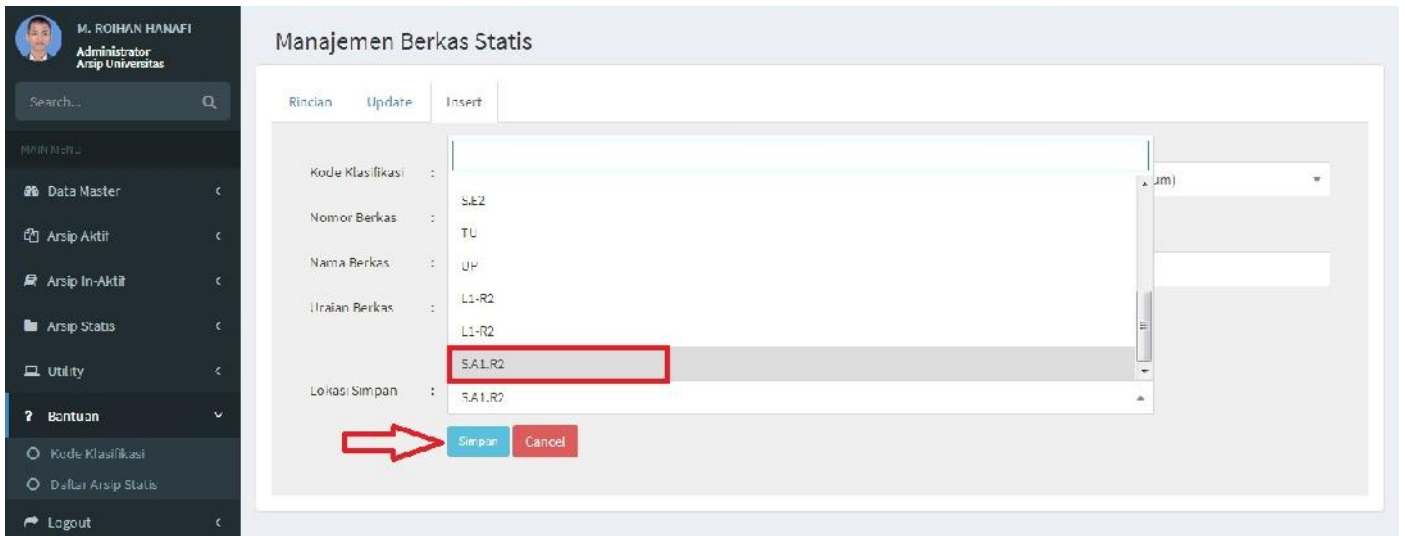 M. ROIHAN HANAFI
Administrator
Arsip Universitas
Search...
MAIN MENU
Data Master
Arsip Aktif
Arsip In-Aktif
Arsip Statis
Utility
Bantuan
Kode Klasifikasi
Daftar Arsip Statis
Logout
Manajemen Berkas Statis
Rincian Update Insert
Kode Klasifikasi :
um)
Nomor Berkas :
Nama Berkas :
Uraian Berkas :
S.E2
TU
UP
L1-R2
L1-R2
S.A1.R2
Lokasi Simpan : S.A1.R2
Simpan Cancel